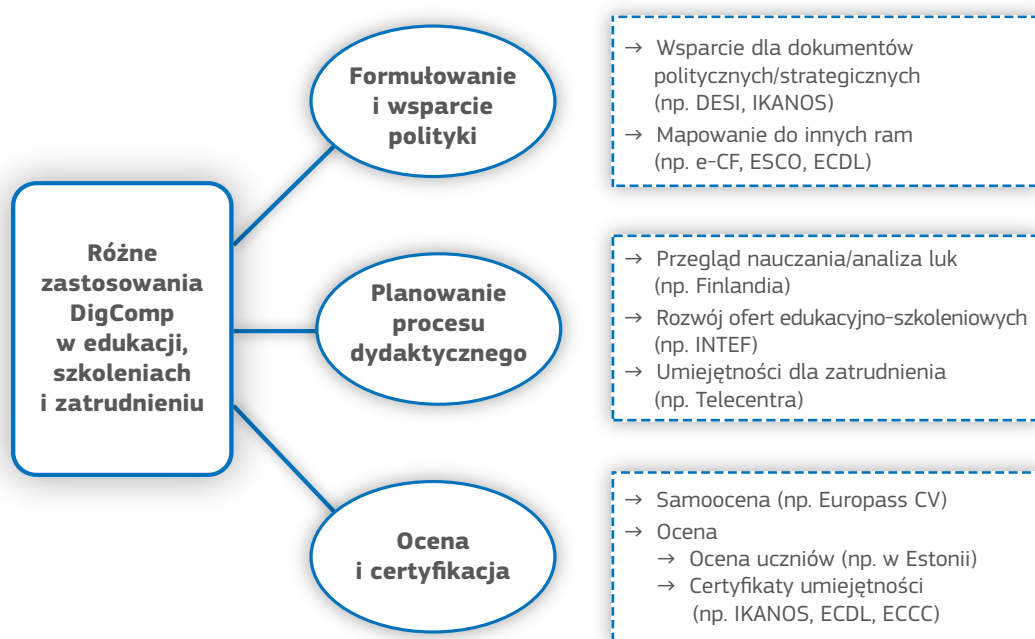 Różne
zastosowania
DigComp
w edukacji,
szkoleniach
i zatrudnieniu
Formułowanie
i wsparcie
polityki
→ Wsparcie dla dokumentów
politycznych/strategicznych
(np. DESI, IKANOS)
→ Mapowanie do innych ram
(np. e-CF, ESCO, ECDL)
Planowanie
procesu
dydaktycznego
→ Przegląd nauczania/analiza luk
(np. Finlandia)
→ Rozwój ofert edukacyjno-szkoleniowych
(np. INTEF)
→ Umiejętności dla zatrudnienia
(np. Telecentra)
Ocena
i certyfikacja
→ Samoocena (np. Europass CV)
→ Ocena
→ Ocena uczniów (np. w Estonii)
→ Certyfikaty umiejętności
(np. IKANOS, ECDL, ECCC)